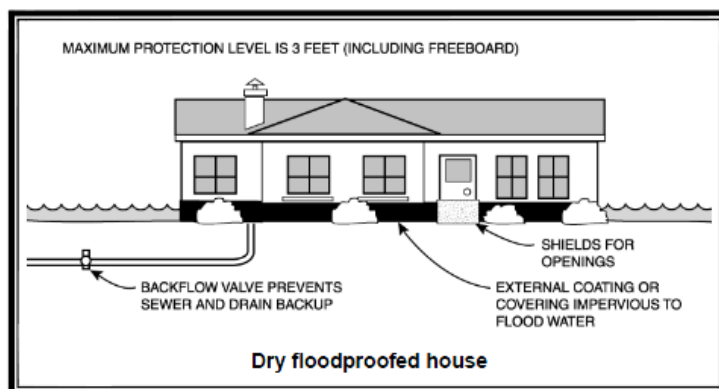 MAXIMUM PROTECTION LEVEL IS 3 FEET (INCLUDING FREEBOARD)
SHIELDS FOR
OPENINGS
BACKFLOW VALVE PREVENTS
SEWER AND DRAIN BACKUP
EXTERNAL COATING OR
COVERING IMPERVIOUS TO
FLOOD WATER
Dry floodproofed house